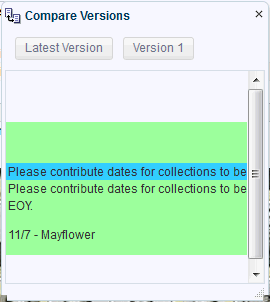 Compare Versions
Latest Version
Version 1
Please contribute dates for collections to be
Please contribute dates for collections to be
EOY.
11/7 - Mayflower